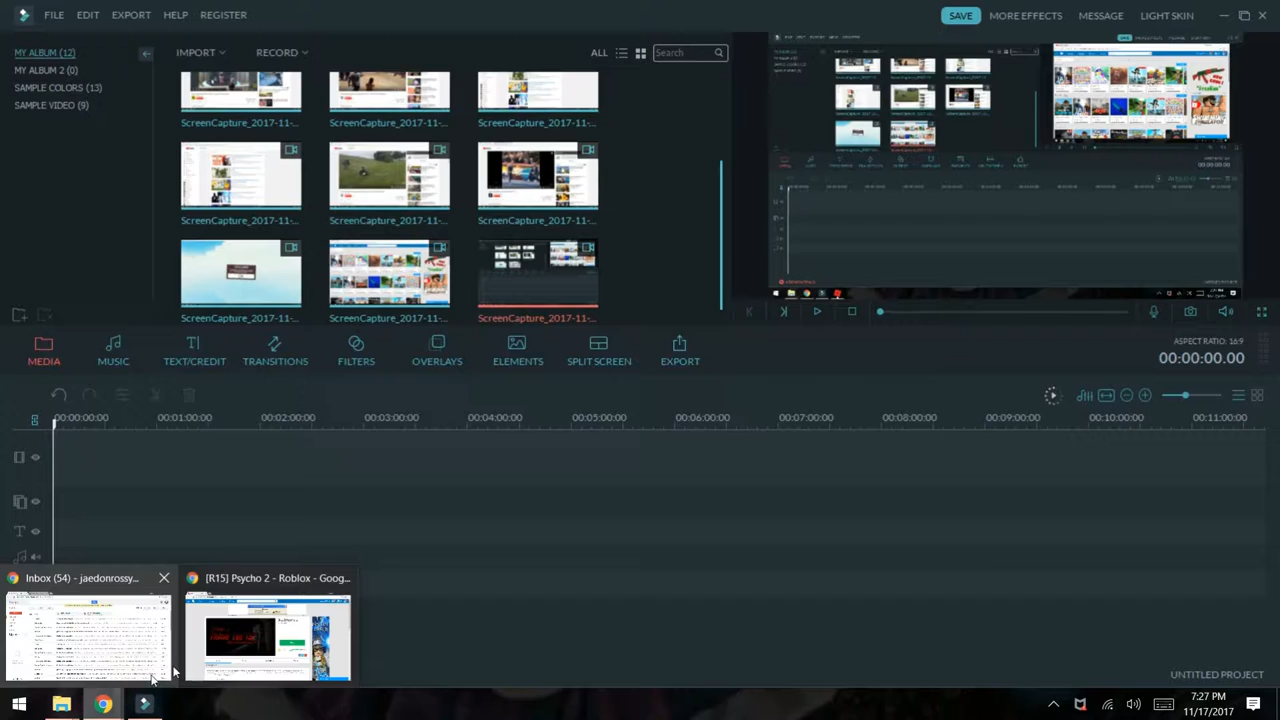 FILE EDIT EXPORT HELP REGISTER SAVE MORE EFFECTS MESSAGE LIGHT SKIN
MY ALBUM (12) IMPORT RECORD ALL Search
MY ALBUM 2 (0)
SAMPLE COLORS (13)
SAMPLE VIDEO (9)
ScreenCapture_2017-11-... ScreenCapture_2017-11-... ScreenCapture_2017-11-...
ScreenCapture_2017-11-... ScreenCapture_2017-11-... ScreenCapture_2017-11-...
ScreenCapture_2017-11-... ScreenCapture_2017-11-... ScreenCapture_2017-11-...
MEDIA MUSIC TEXT/CREDIT TRANSITIONS FILTERS OVERLAYS ELEMENTS SPLIT SCREEN EXPORT
ASPECT RATIO: 16:9
00:00:00.00
00:00:00:00 00:01:00:00 00:02:00:00 00:03:00:00 00:04:00:00 00:05:00:00 00:06:00:00 00:07:00:00 00:08:00:00 00:09:00:00 00:10:00:00 00:11:00:00
Inbox (54) - jaedonrossy... [R15] Psycho 2 - Roblox - Goog...
UNTITLED PROJECT
7:27 PM
11/17/2017